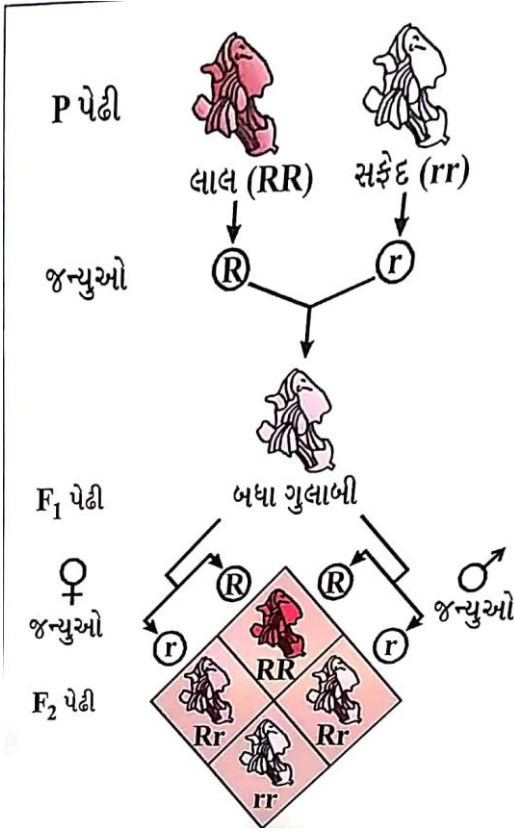 P પેઢી
લાલ (RR) સફેદ (rr)
જન્યુઓ R r
F₁ પેઢી બધા ગુલાબી
♀ R R ♂
જન્યુઓ r r જન્યુઓ
RR
F₂ પેઢી Rr Rr
rr